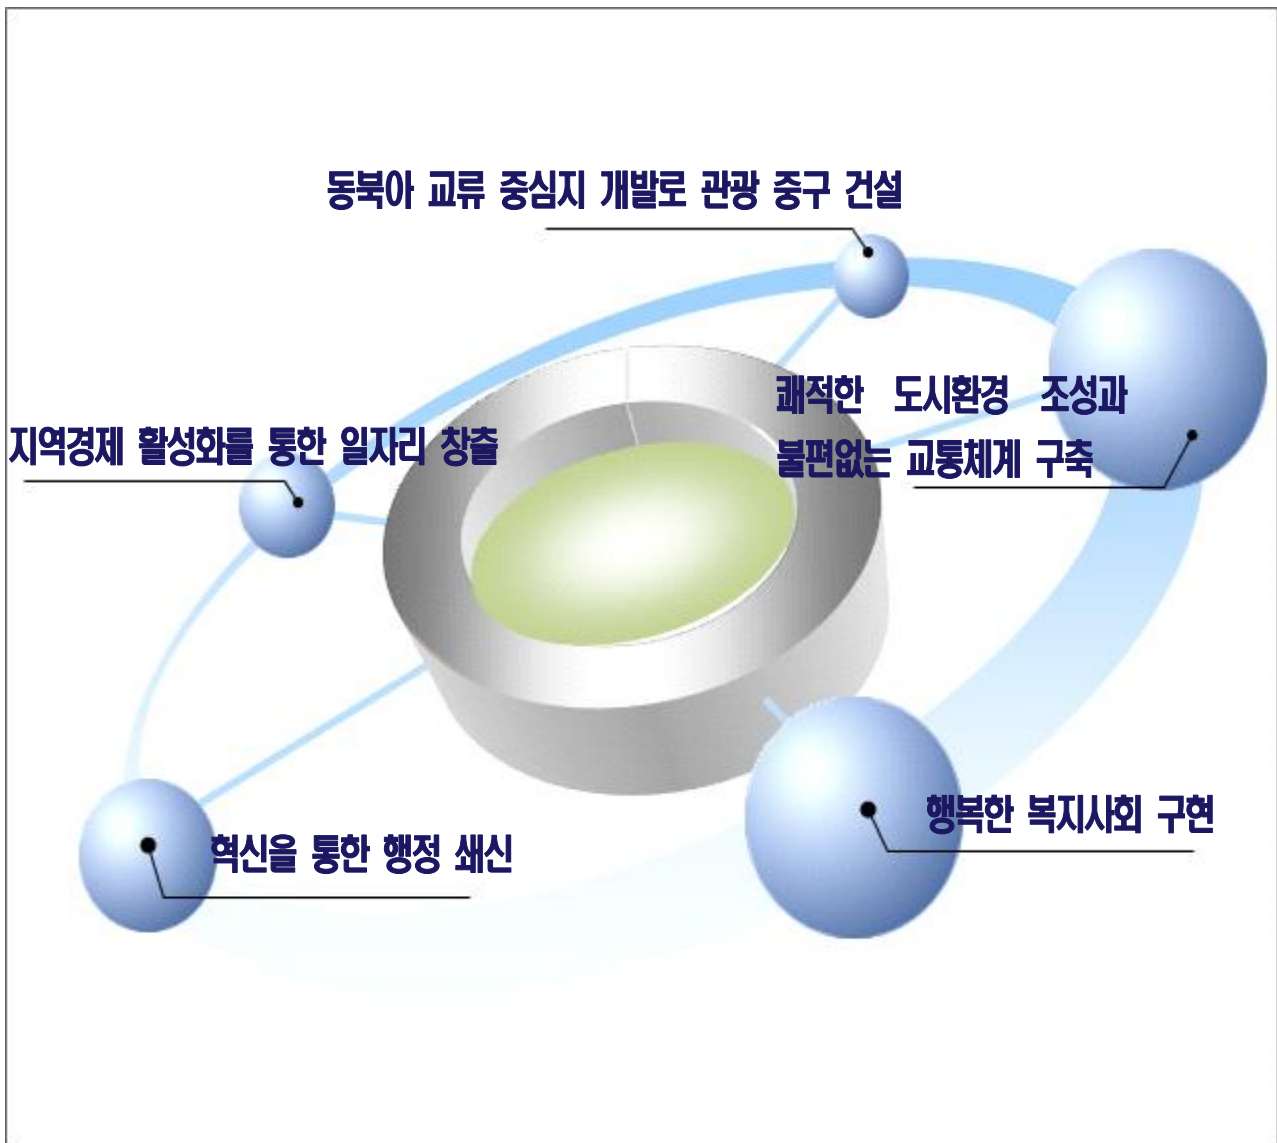 동북아 교류 중심지 개발로 관광 중구 건설
쾌적한 도시환경 조성과
불편없는 교통체계 구축
지역경제 활성화를 통한 일자리 창출
행복한 복지사회 구현
혁신을 통한 행정 쇄신